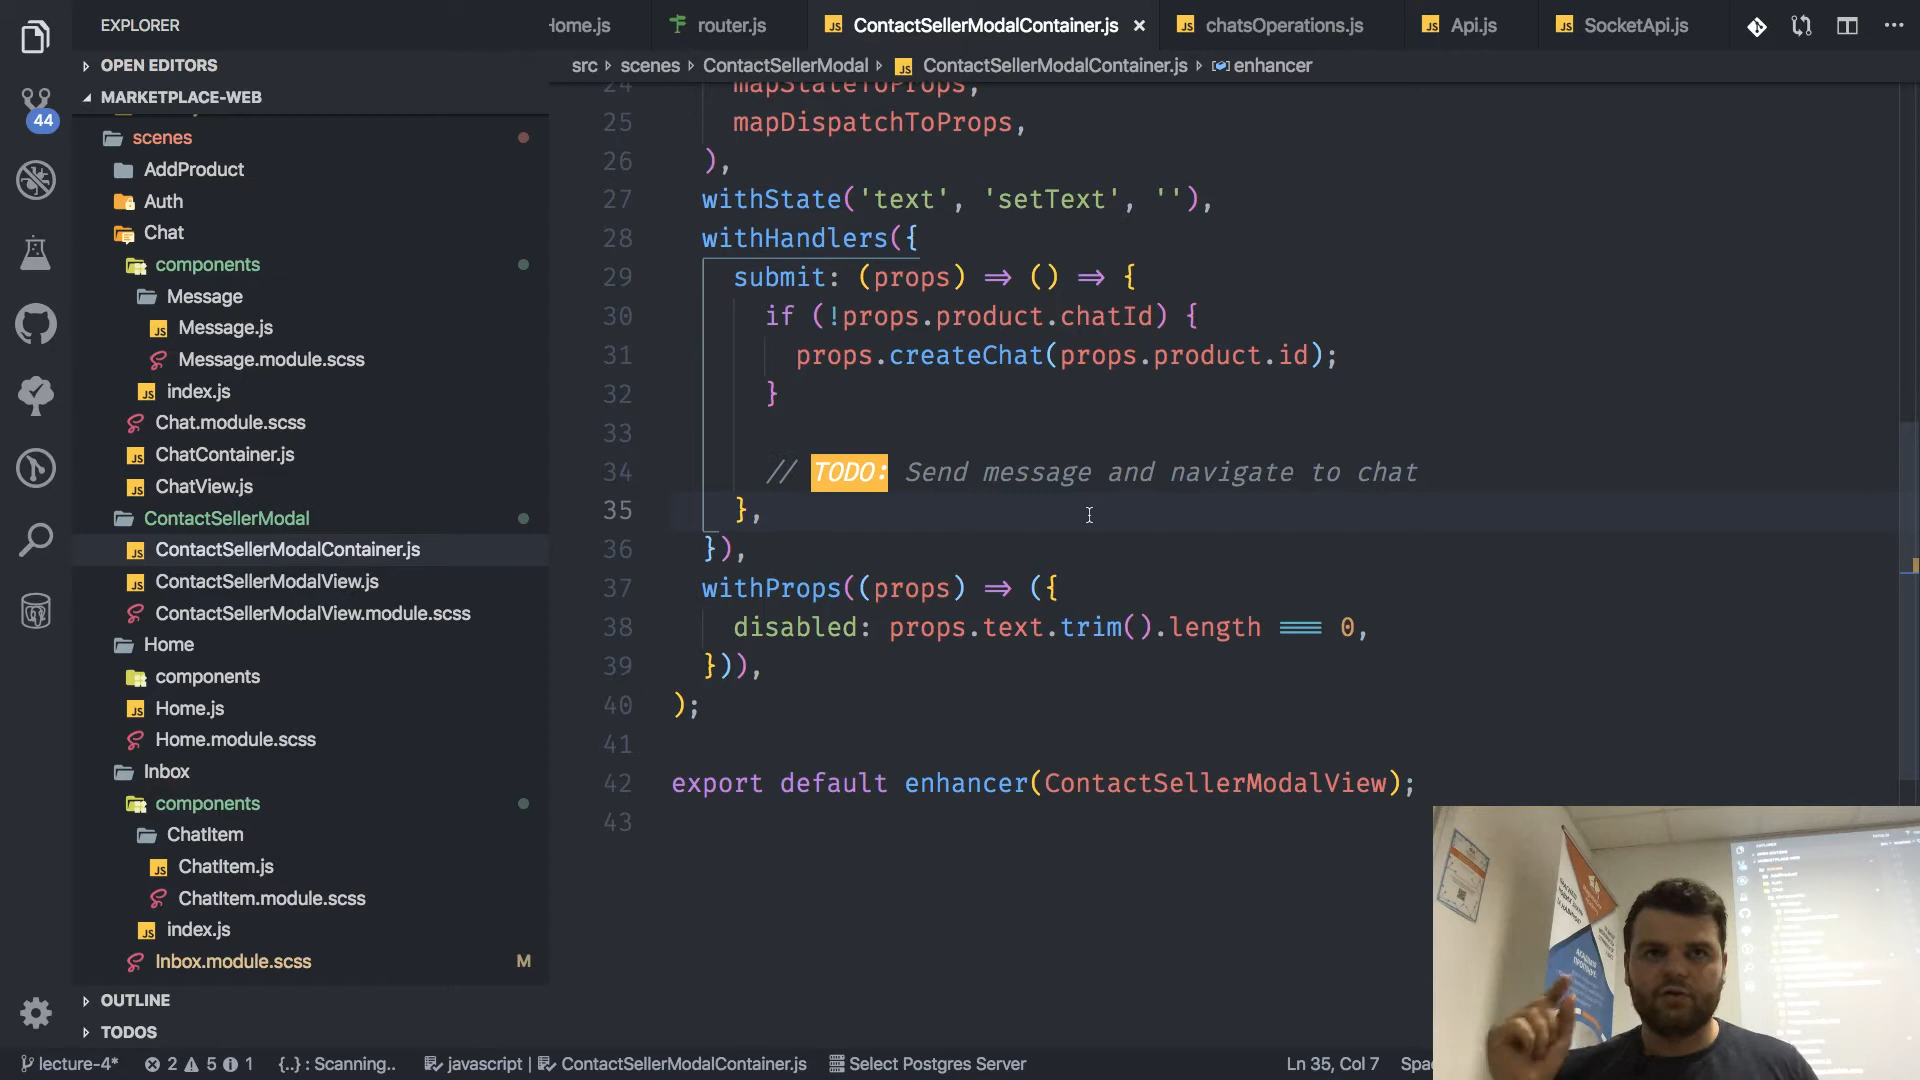 EXPLORER
Home.js
router.js
ContactSellerModalContainer.js
chatsOperations.js
Api.js
SocketApi.js
OPEN EDITORS
MARKETPLACE-WEB
src › scenes › ContactSellerModal › ContactSellerModalContainer.js › enhancer
44
scenes
AddProduct
Auth
Chat
components
Message
Message.js
Message.module.scss
index.js
Chat.module.scss
ChatContainer.js
ChatView.js
ContactSellerModal
ContactSellerModalContainer.js
ContactSellerModalView.js
ContactSellerModalView.module.scss
Home
components
Home.js
Home.module.scss
Inbox
components
ChatItem
ChatItem.js
ChatItem.module.scss
index.js
Inbox.module.scss M
OUTLINE
TODOS
24 mapStateToProps,
25 mapDispatchToProps,
26 ),
27 withState('text', 'setText', ''),
28 withHandlers({
29 submit: (props) => () => {
30 if (!props.product.chatId) {
31 props.createChat(props.product.id);
32 }
33
34 // TODO: Send message and navigate to chat
35 },
36 }),
37 withProps((props) => ({
38 disabled: props.text.trim().length === 0,
39 })),
40 );
41
42 export default enhancer(ContactSellerModalView);
43
lecture-4* 2 5 1 {..} : Scanning.. javascript | ContactSellerModalContainer.js Select Postgres Server Ln 35, Col 7